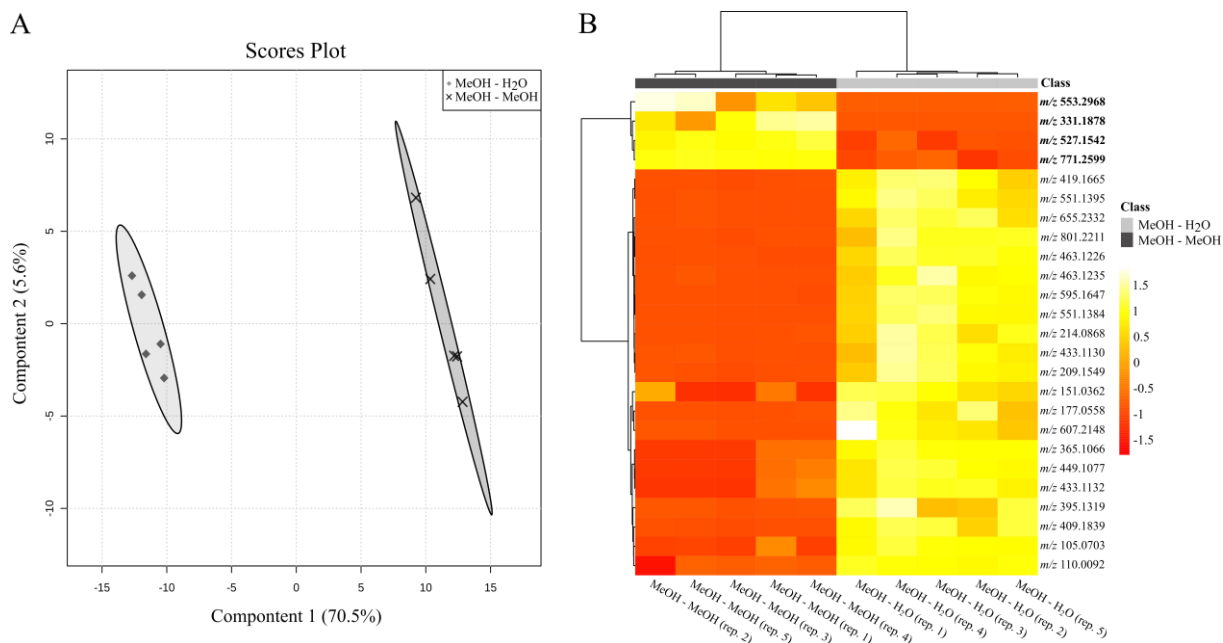 A
Scores Plot
MeOH - H₂O
MeOH - MeOH
Compontent 2 (5.6%)
10
5
0
-5
-10
-15
-10
-5
0
5
10
15
Compontent 1 (70.5%)
B
Class
m/z 553.2968
m/z 331.1878
m/z 527.1542
m/z 771.2599
m/z 419.1665
m/z 551.1395
m/z 655.2332
m/z 801.2211
m/z 463.1226
m/z 463.1235
m/z 595.1647
m/z 551.1384
m/z 214.0868
m/z 433.1130
m/z 209.1549
m/z 151.0362
m/z 177.0558
m/z 607.2148
m/z 365.1066
m/z 449.1077
m/z 433.1132
m/z 395.1319
m/z 409.1839
m/z 105.0703
m/z 110.0092
Class
MeOH - H₂O
MeOH - MeOH
1.5
1
0.5
0
-0.5
-1
-1.5
MeOH - MeOH (rep. 2)
MeOH - MeOH (rep. 5)
MeOH - MeOH (rep. 3)
MeOH - MeOH (rep. 1)
MeOH - MeOH (rep. 4)
MeOH - H₂O (rep. 1)
MeOH - H₂O (rep. 4)
MeOH - H₂O (rep. 3)
MeOH - H₂O (rep. 2)
MeOH - H₂O (rep. 5)